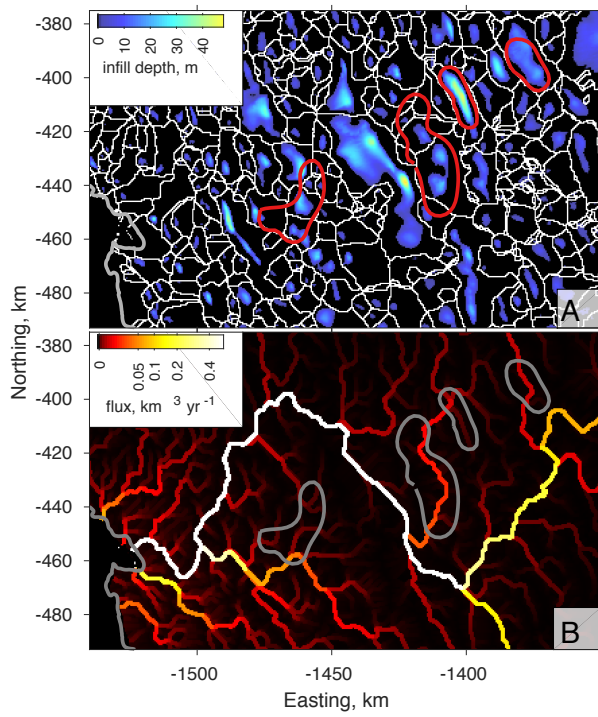 0 10 20 30 40
infill depth, m
-380
-400
-420
-440
-460
-480
A
0 0.05 0.1 0.2 0.4
flux, km 3 yr -1
-380
-400
-420
-440
-460
-480
B
Northing, km
-1500 -1450 -1400
Easting, km